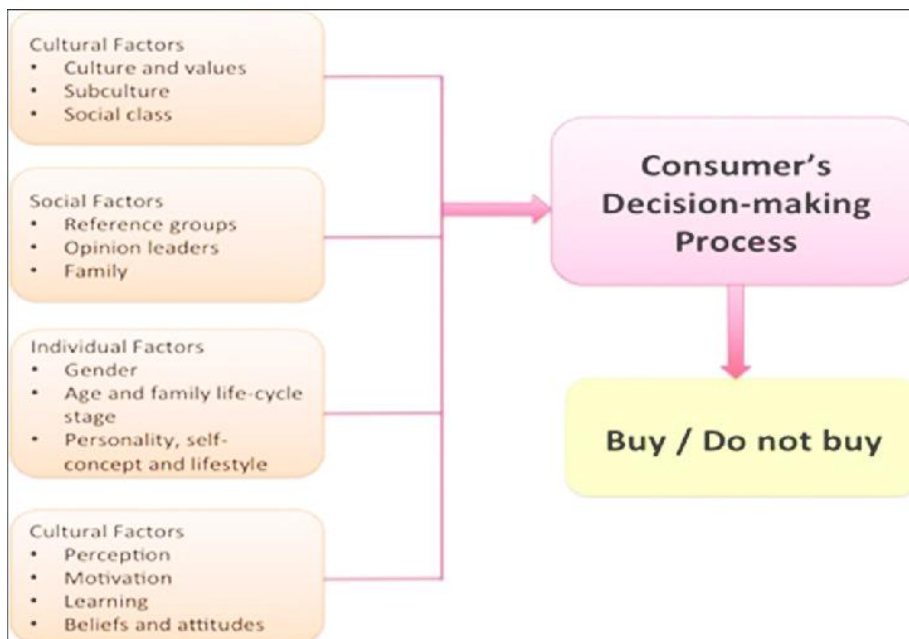 Cultural Factors
• Culture and values
• Subculture
• Social class
Social Factors
• Reference groups
• Opinion leaders
• Family
Individual Factors
• Gender
• Age and family life-cycle
stage
• Personality, self-
concept and lifestyle
Cultural Factors
• Perception
• Motivation
• Learning
• Beliefs and attitudes
Consumer's
Decision-making
Process
Buy / Do not buy